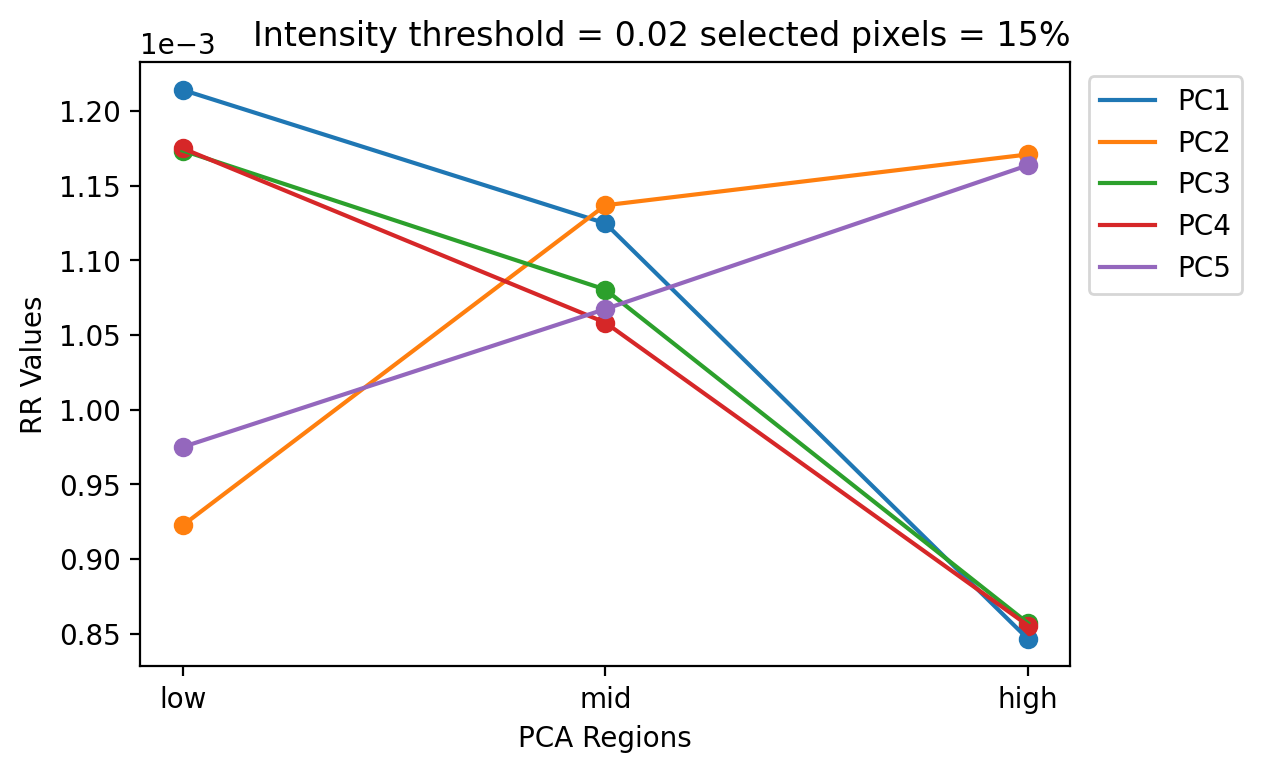 Intensity threshold = 0.02 selected pixels = 15%
1e−3
1.20
1.15
1.10
1.05
1.00
0.95
0.90
0.85
RR Values
low
mid
high
PCA Regions
PC1
PC2
PC3
PC4
PC5